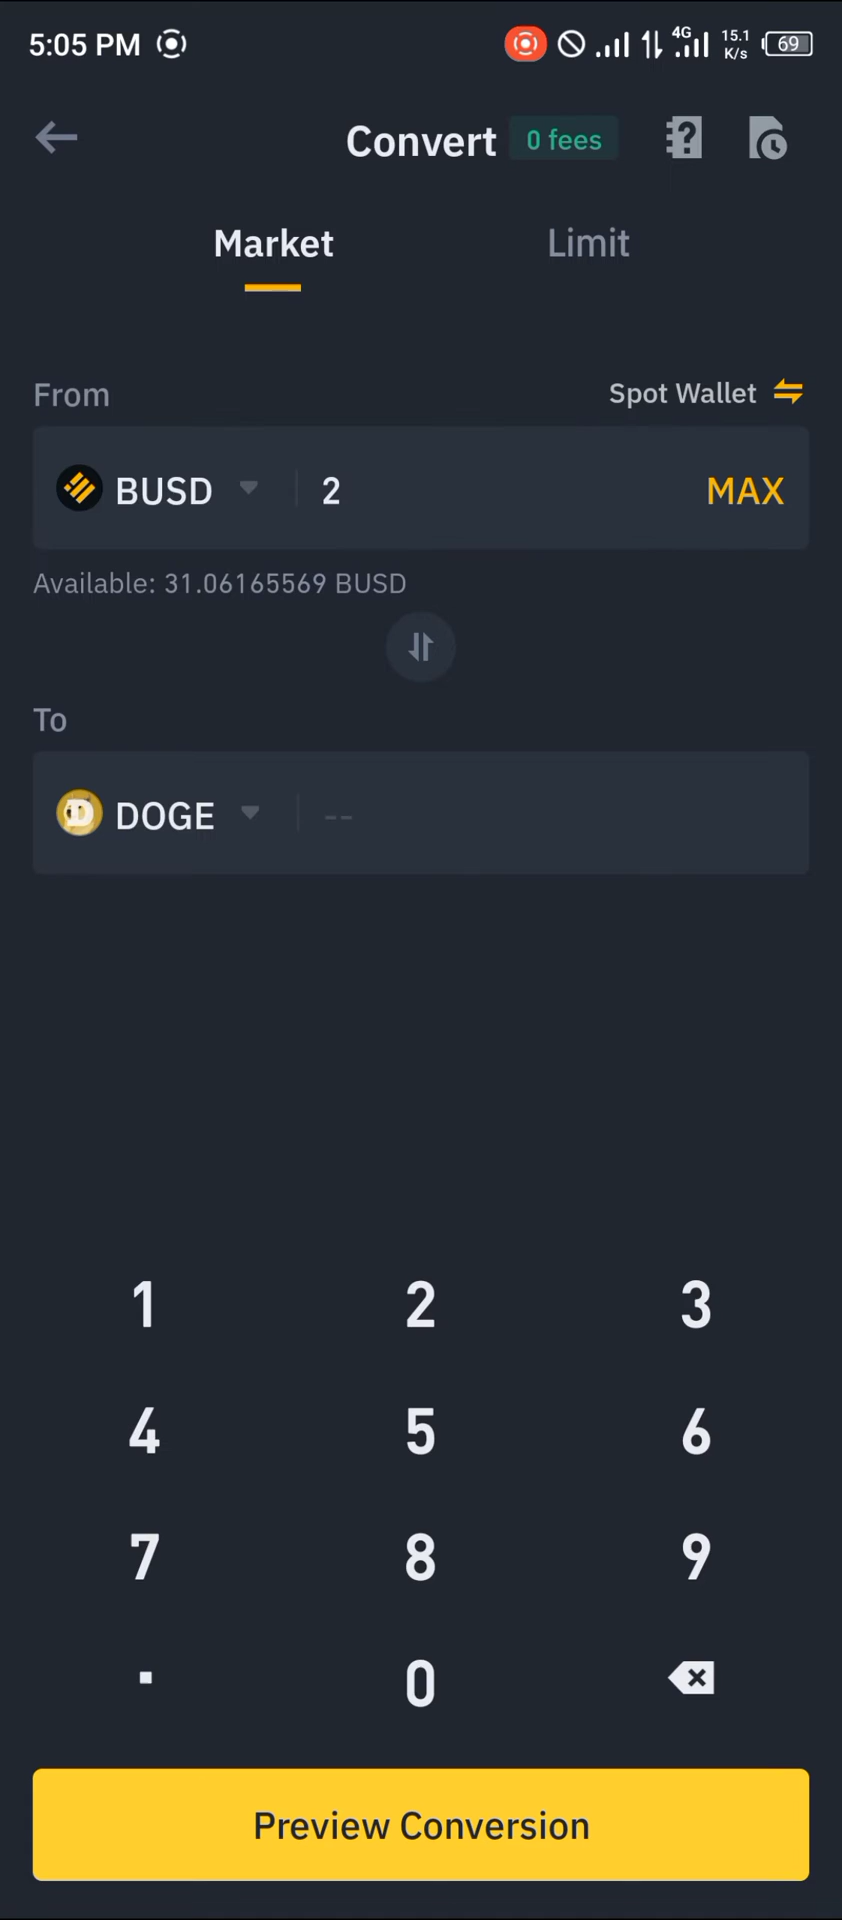 5:05 PM 4G 15.1 K/s 69
Convert 0 fees
Market Limit
From Spot Wallet
BUSD 2 MAX
Available: 31.06165569 BUSD
To
DOGE --
1 2 3
4 5 6
7 8 9
. 0
Preview Conversion